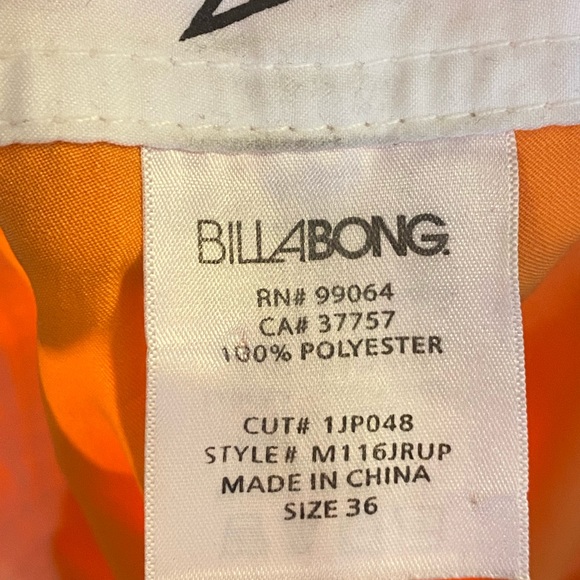 BILLABONG.
RN# 99064
CA# 37757
100% POLYESTER
CUT# 1JP048
STYLE# M116JRUP
MADE IN CHINA
SIZE 36